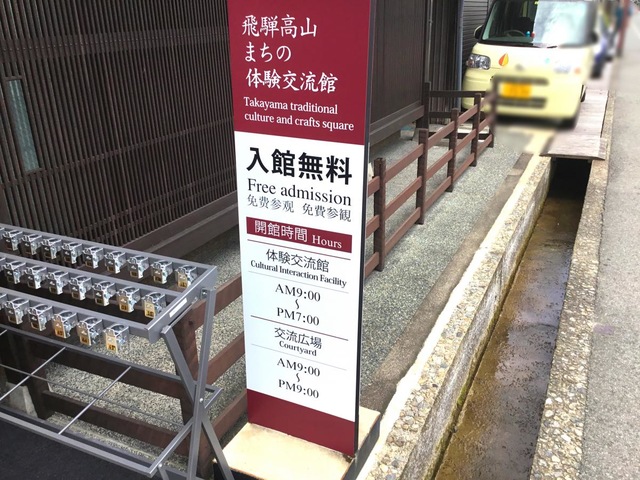 飛騨高山
まちの
体験交流館
Takayama traditional
culture and crafts square
入館無料
Free admission
免费参观 免費参観
開館時間 Hours
体験交流館
Cultural Interaction Facility
AM9:00
～
PM7:00
交流広場
Courtyard
AM9:00
～
PM9:00